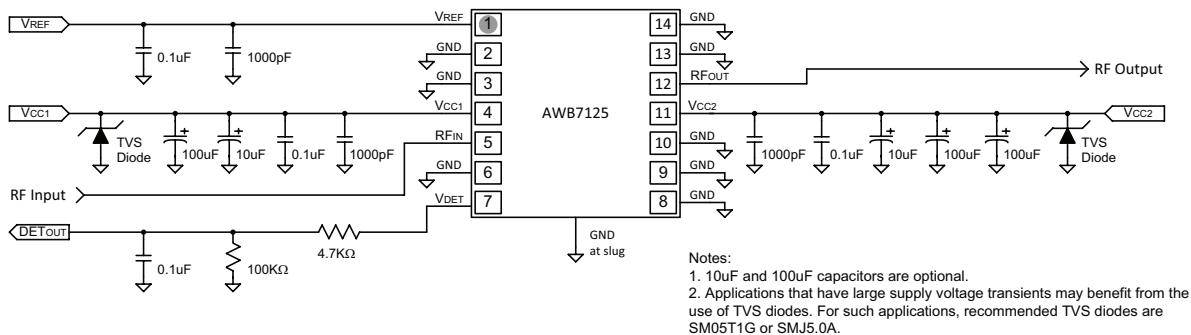 VREF VREF 1 14 GND
0.1uF 1000pF GND 2 13 GND
GND 3 12 RFOUT RF Output
VCC1 VCC1 4 AWB7125 11 VCC2 VCC2
TVS Diode 100uF 10uF 0.1uF 1000pF RFIN 5 10 GND 1000pF 0.1uF 10uF 100uF 100uF TVS Diode
RF Input GND 6 9 GND
VDET 7 8 GND
DETOUT 4.7KΩ GND at slug
0.1uF 100KΩ
Notes:
1. 10uF and 100uF capacitors are optional.
2. Applications that have large supply voltage transients may benefit from the
use of TVS diodes. For such applications, recommended TVS diodes are
SM05T1G or SMJ5.0A.